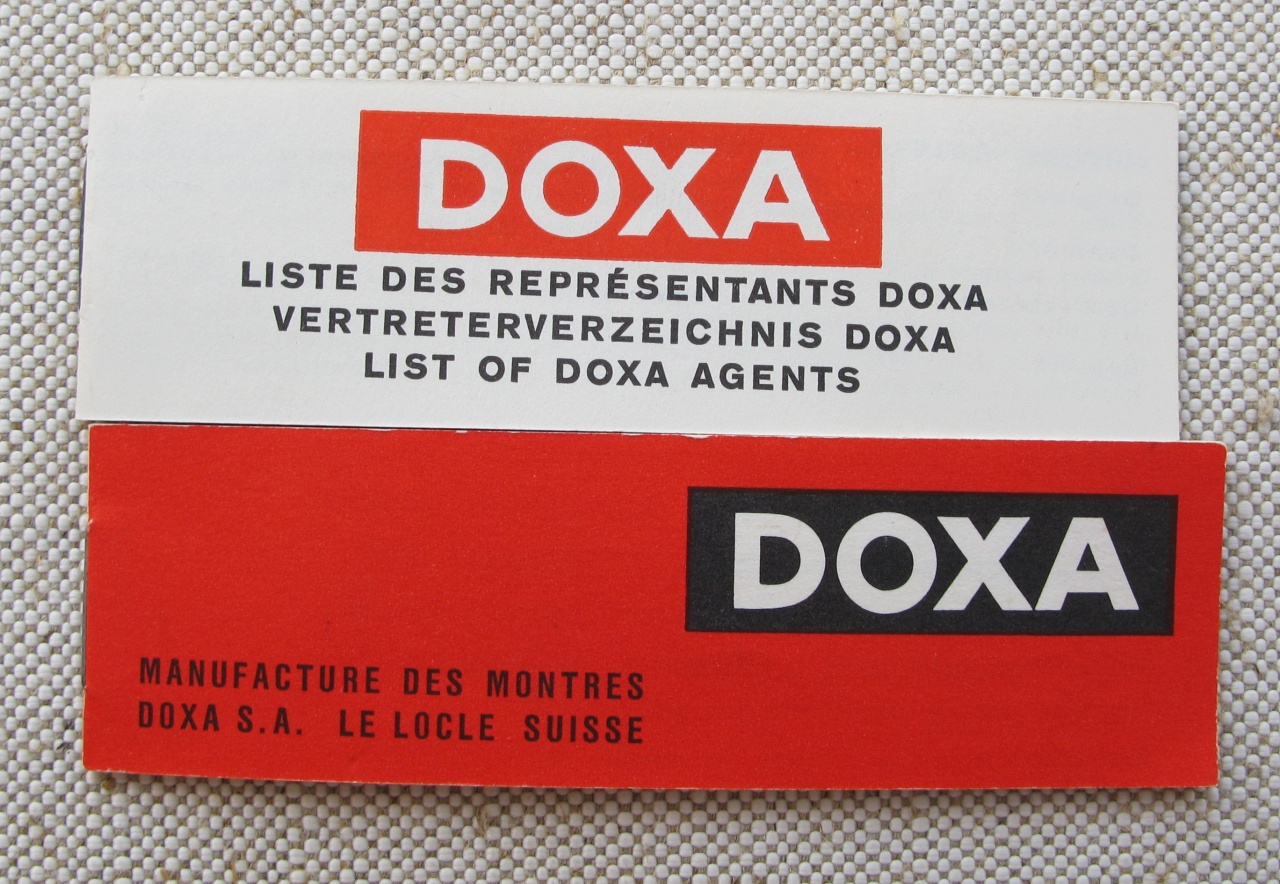 DOXA
LISTE DES REPRÉSENTANTS DOXA
VERTRETERVERZEICHNIS DOXA
LIST OF DOXA AGENTS
DOXA
MANUFACTURE DES MONTRES
DOXA S.A. LE LOCLE SUISSE